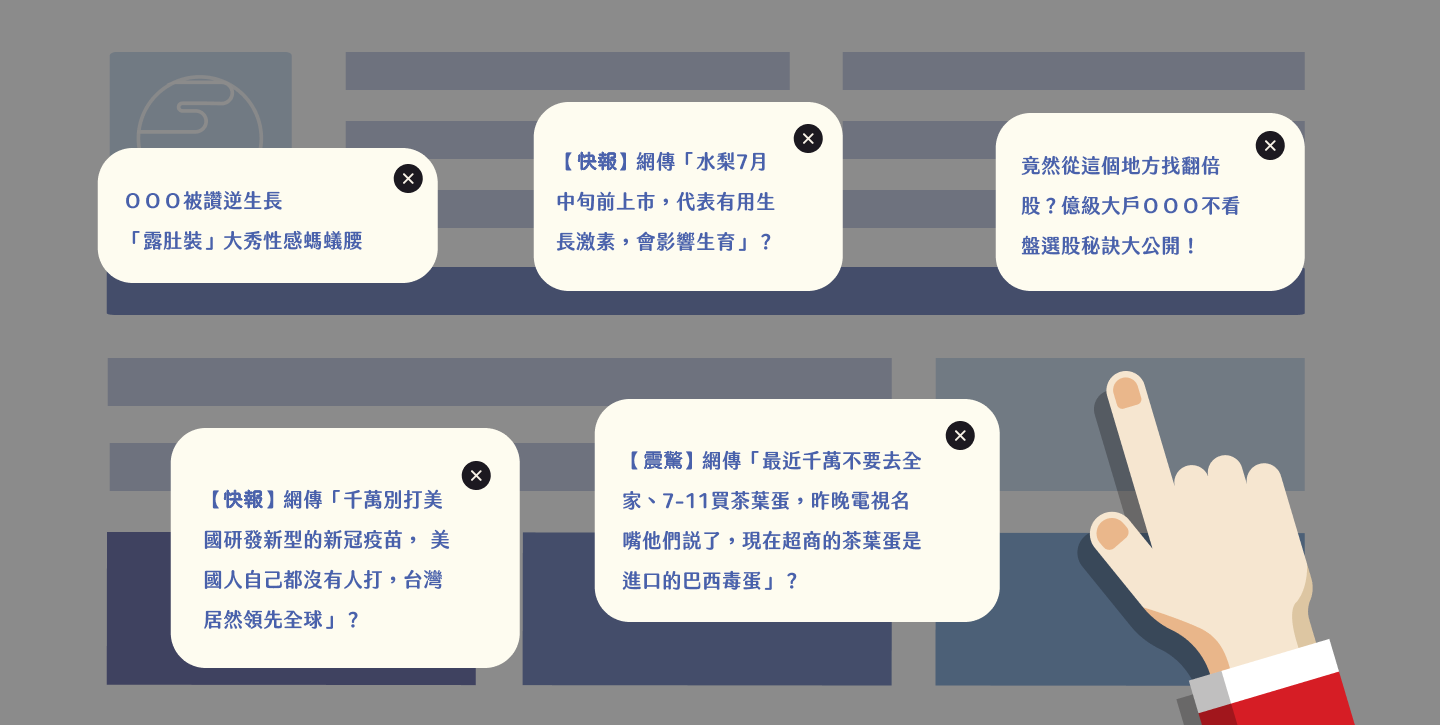 ＯＯＯ被讚逆生長
「露肚裝」大秀性感螞蟻腰
【快報】網傳「水梨7月
中旬前上市，代表有用生
長激素，會影響生育」？
竟然從這個地方找翻倍
股？億級大戶ＯＯＯ不看
盤選股秘訣大公開！
【快報】網傳「千萬別打美
國研發新型的新冠疫苗， 美
國人自己都沒有人打，台灣
居然領先全球」？
【震驚】網傳「最近千萬不要去全
家、7-11買茶葉蛋，昨晚電視名
嘴他們説了，現在超商的茶葉蛋是
進口的巴西毒蛋」？